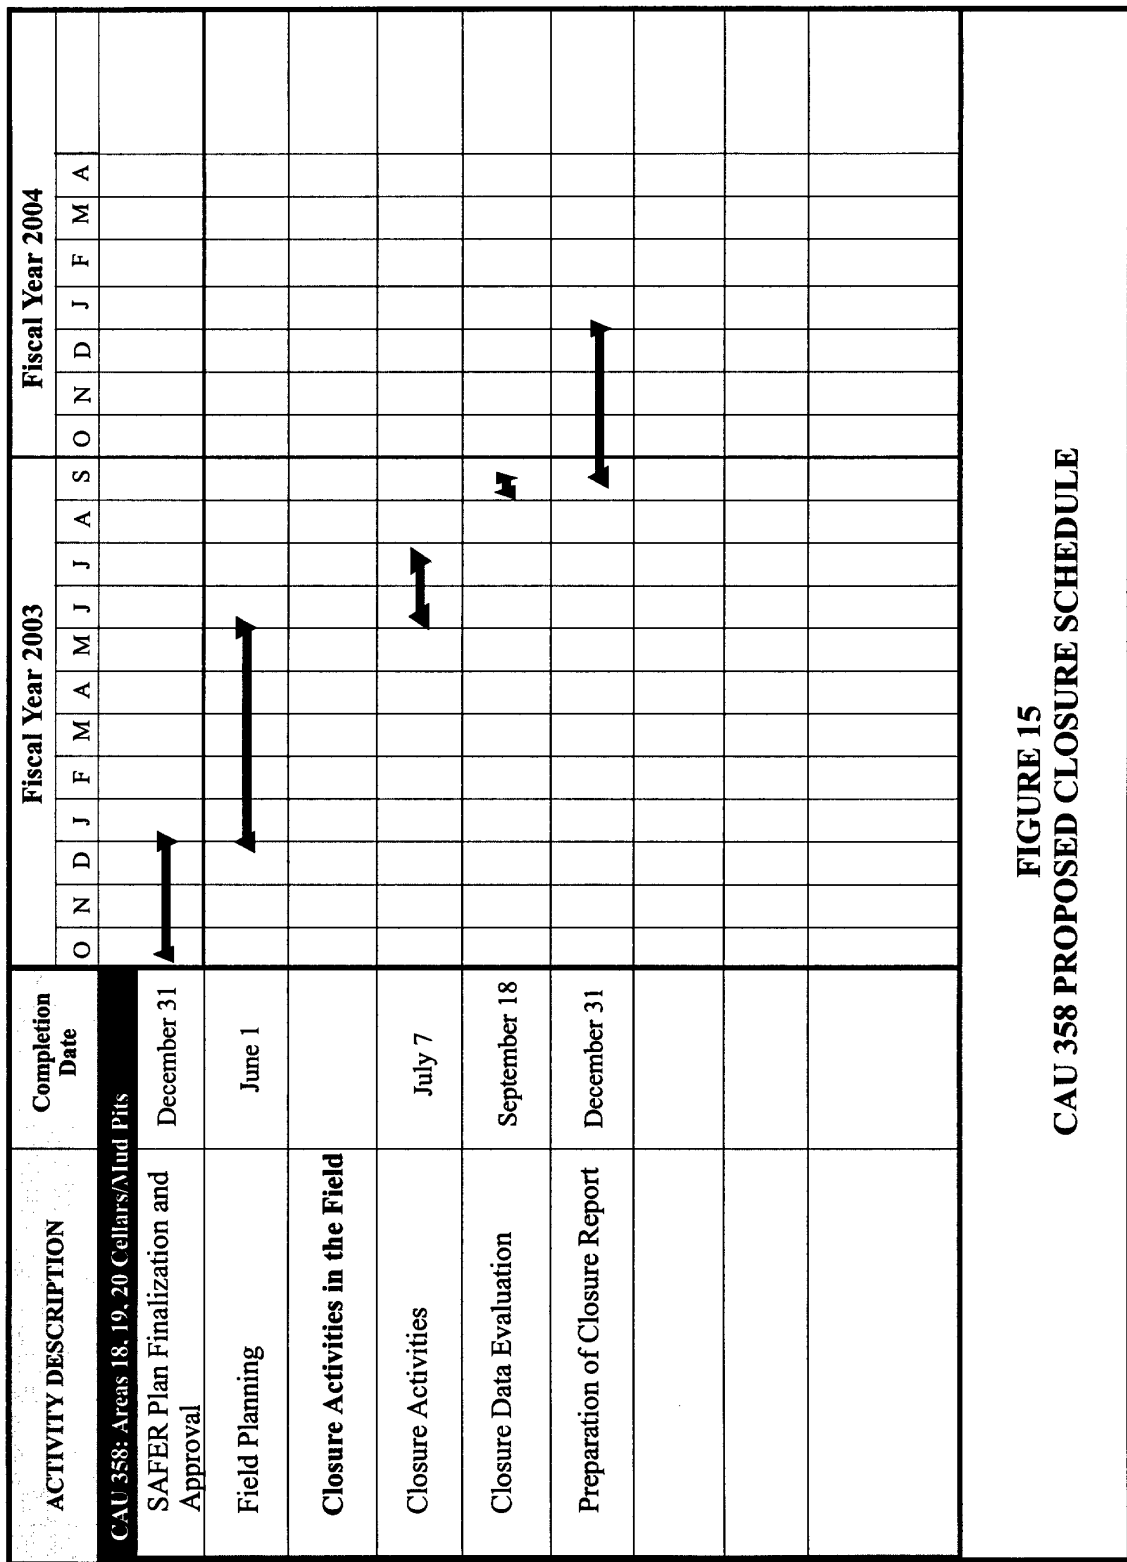 ACTIVITY DESCRIPTION
Completion
Date
Fiscal Year 2003
Fiscal Year 2004
O N D J F M A M J J A S O N D J F M A
CAU 358: Areas 18, 19, 20 Cellars/Mud Pits
SAFER Plan Finalization and
Approval
December 31
Field Planning
June 1
Closure Activities in the Field
Closure Activities
July 7
Closure Data Evaluation
September 18
Preparation of Closure Report
December 31
FIGURE 15
CAU 358 PROPOSED CLOSURE SCHEDULE